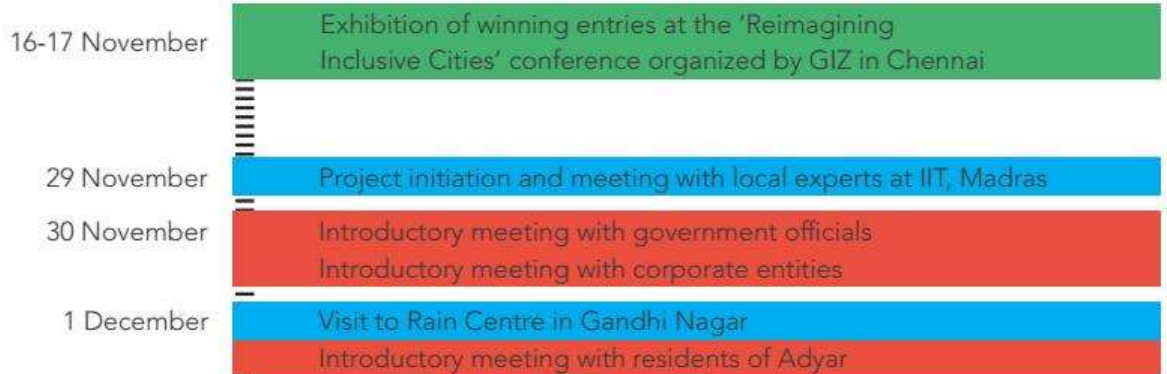 16-17 November
Exhibition of winning entries at the ‘Reimagining
Inclusive Cities’ conference organized by GIZ in Chennai
29 November
Project initiation and meeting with local experts at IIT, Madras
30 November
Introductory meeting with government officials
Introductory meeting with corporate entities
1 December
Visit to Rain Centre in Gandhi Nagar
Introductory meeting with residents of Adyar